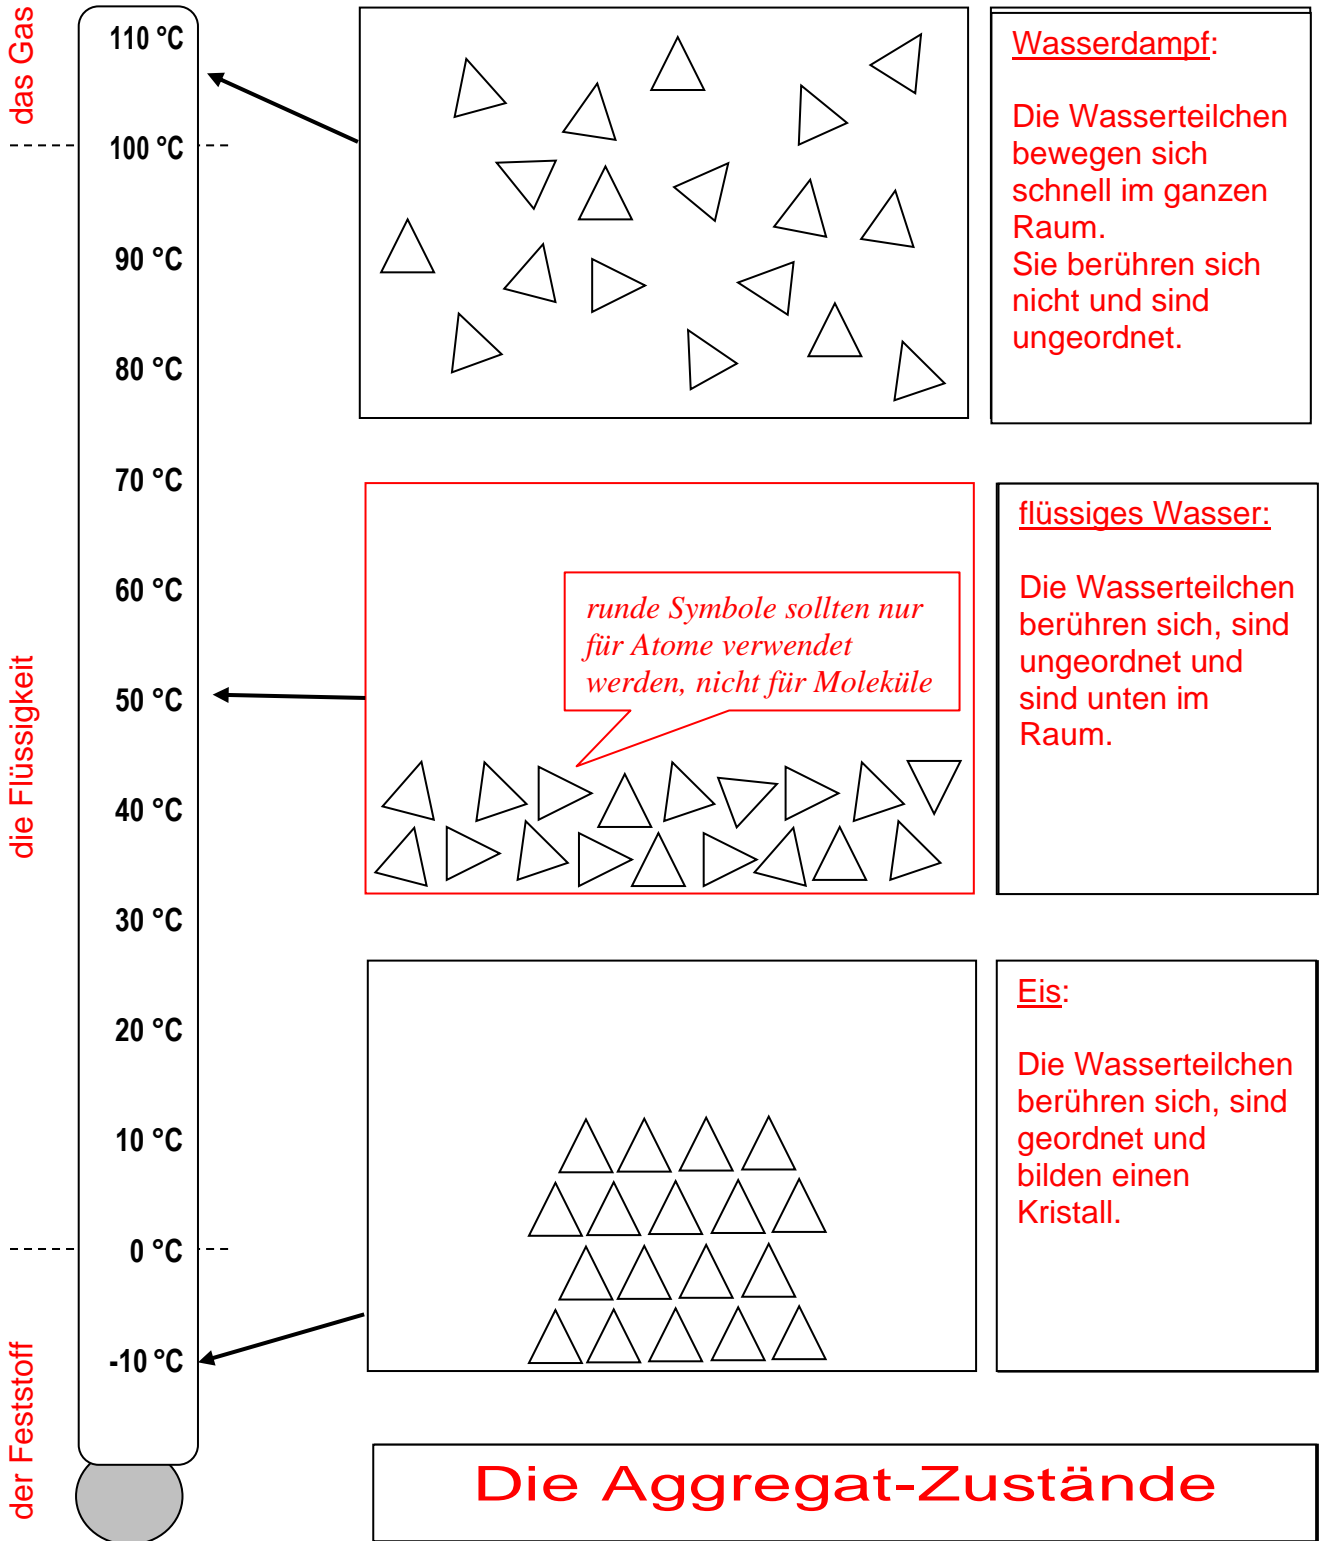 das Gas
die Flüssigkeit
der Feststoff
110 °C
100 °C
90 °C
80 °C
70 °C
60 °C
50 °C
40 °C
30 °C
20 °C
10 °C
0 °C
-10 °C
Wasserdampf:
Die Wasserteilchen
bewegen sich
schnell im ganzen
Raum.
Sie berühren sich
nicht und sind
ungeordnet.
runde Symbole sollten nur
für Atome verwendet
werden, nicht für Moleküle
flüssiges Wasser:
Die Wasserteilchen
berühren sich, sind
ungeordnet und
sind unten im
Raum.
Eis:
Die Wasserteilchen
berühren sich, sind
geordnet und
bilden einen
Kristall.
Die Aggregat-Zustände